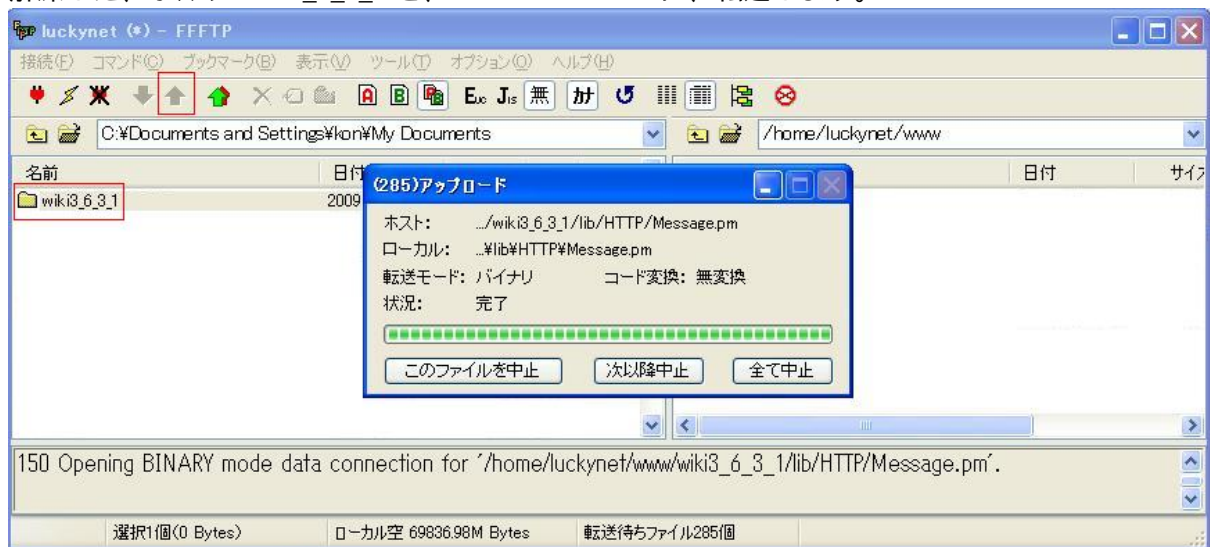 luckynet (*) - FFFTP
接続(F) コマンド(C) ブックマーク(B) 表示(V) ツール(T) オプション(O) ヘルプ(H)
A B Euc Jis 無 カナ
C:¥Documents and Settings¥kon¥My Documents
/home/luckynet/www
名前 日付
日付 サイズ
wiki3_6_3_1 2009
(285)アップロード
ホスト: .../wiki3_6_3_1/lib/HTTP/Message.pm
ローカル: ...¥lib¥HTTP¥Message.pm
転送モード: バイナリ コード変換: 無変換
状況: 完了
このファイルを中止 次以降中止 全て中止
150 Opening BINARY mode data connection for '/home/luckynet/www/wiki3_6_3_1/lib/HTTP/Message.pm'.
選択1個(0 Bytes) ローカル空 69836.98M Bytes 転送待ちファイル285個